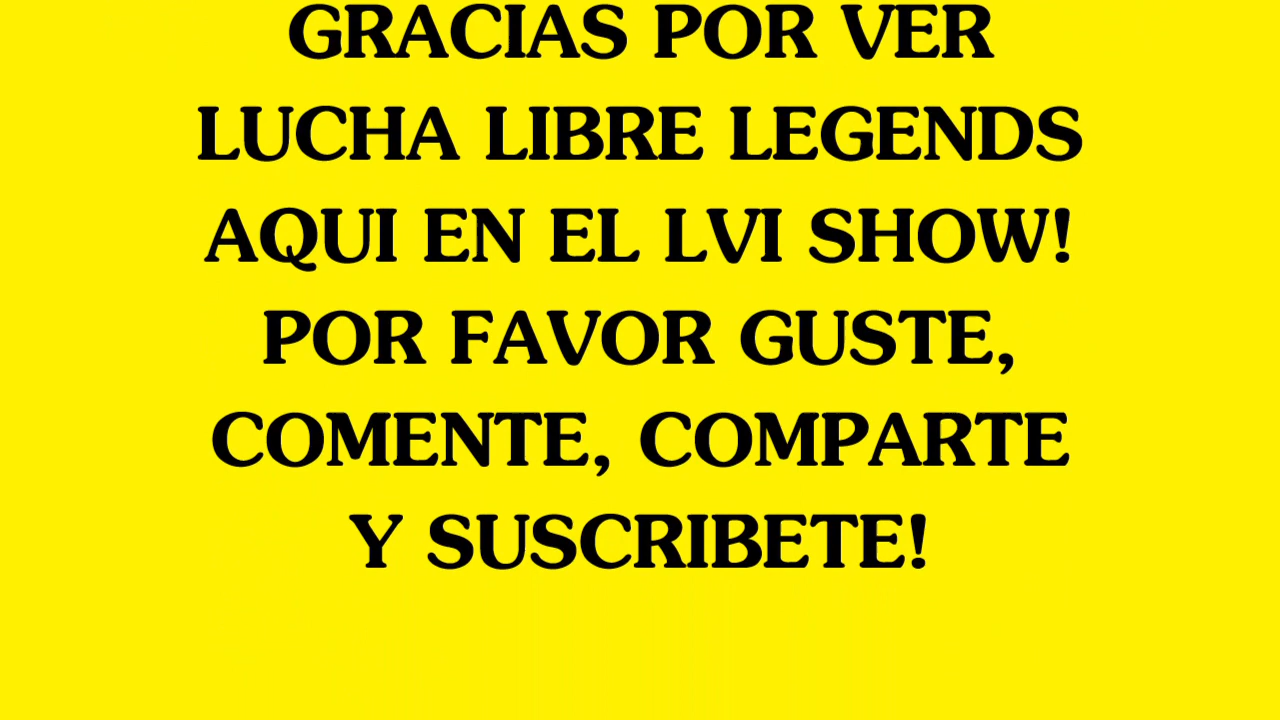 GRACIAS POR VER
LUCHA LIBRE LEGENDS
AQUI EN EL LVI SHOW!
POR FAVOR GUSTE,
COMENTE, COMPARTE
Y SUSCRIBETE!